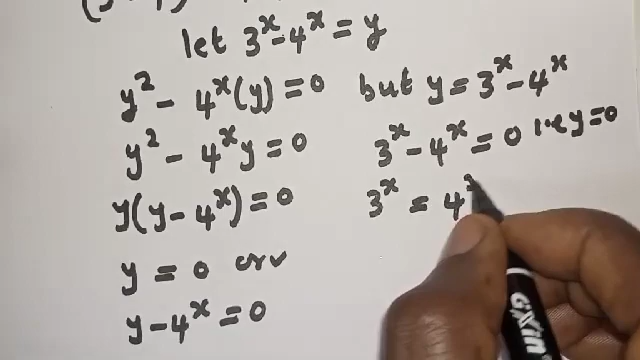 let 3^x - 4^x = y
y² - 4^x(y) = 0
y² - 4^x y = 0
y(y - 4^x) = 0
y = 0 or
y - 4^x = 0
but y = 3^x - 4^x
3^x - 4^x = 0 i.e y = 0
3^x = 4^x
GXin